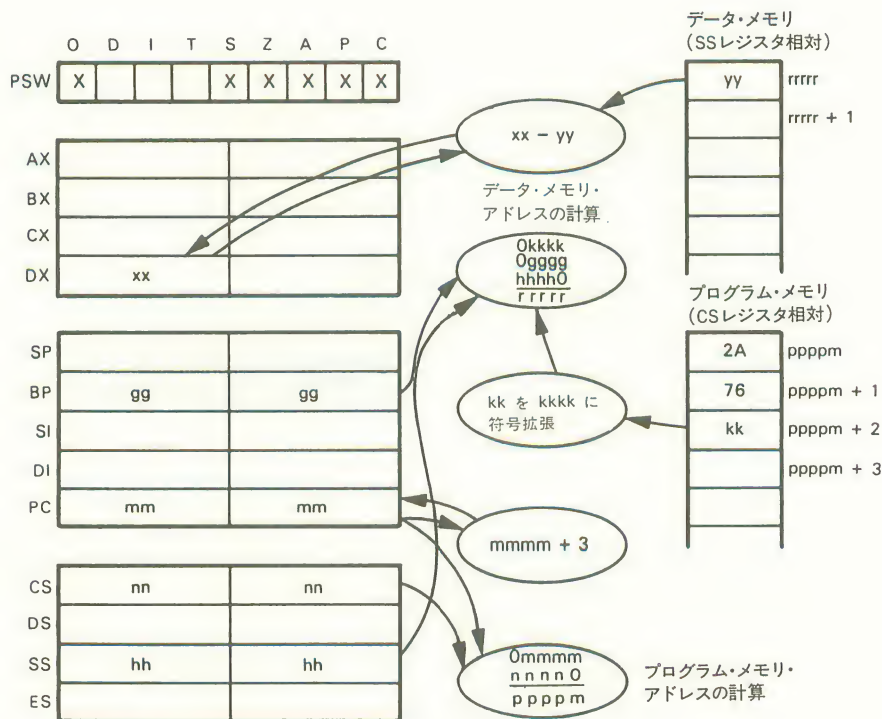 O D I T S Z A P C
PSW X X X X X X
データ・メモリ
(SSレジスタ相対)
yy rrrrr
rrrrr + 1
xx - yy
データ・メモリ・
アドレスの計算
AX
BX
CX
DX xx
0kkkk
0gggg
hhhh0
rrrrr
プログラム・メモリ
(CSレジスタ相対)
2A ppppm
76 ppppm + 1
kk ppppm + 2
ppppm + 3
kk を kkkk に
符号拡張
SP
BP gg gg
SI
DI
PC mm mm
mmmm + 3
CS nn nn
DS
SS hh hh
ES
0mmmm
nnnn0
ppppm
プログラム・メモリ・
アドレスの計算